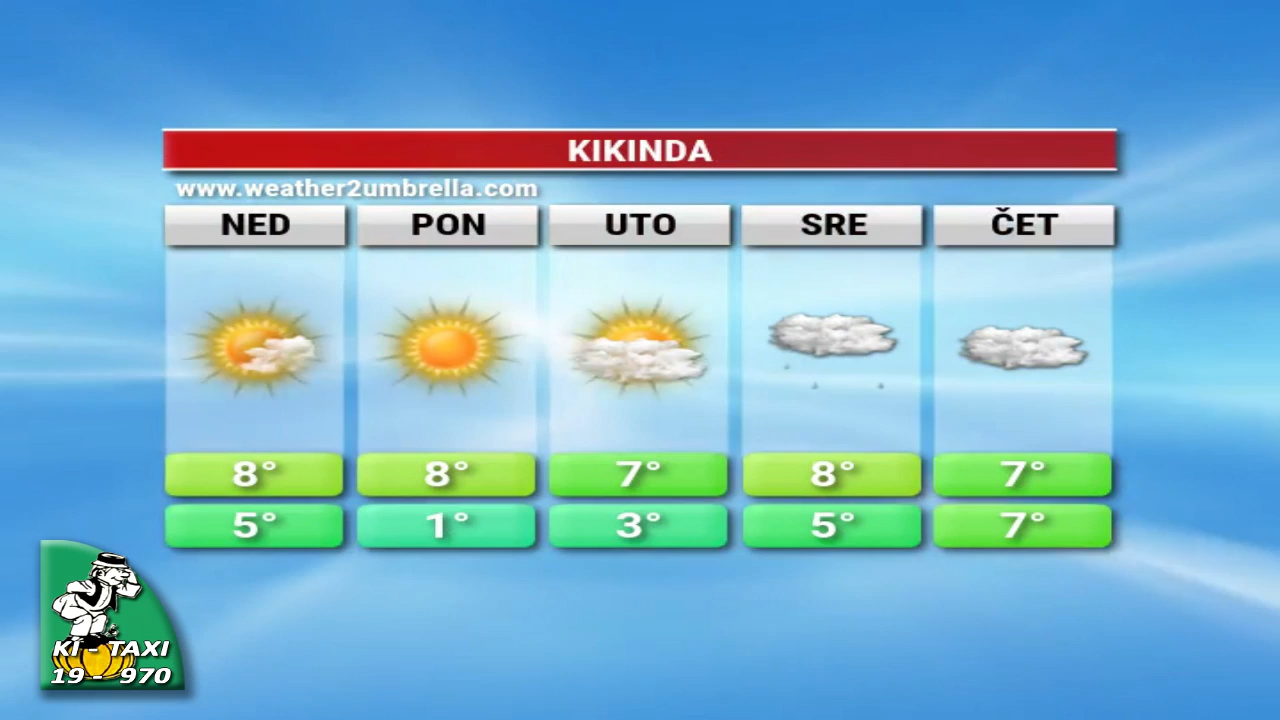 KIKINDA
www.weather2umbrella.com
NED PON UTO SRE ČET
8° 8° 7° 8° 7°
5° 1° 3° 5° 7°
KI - TAXI
19 - 970